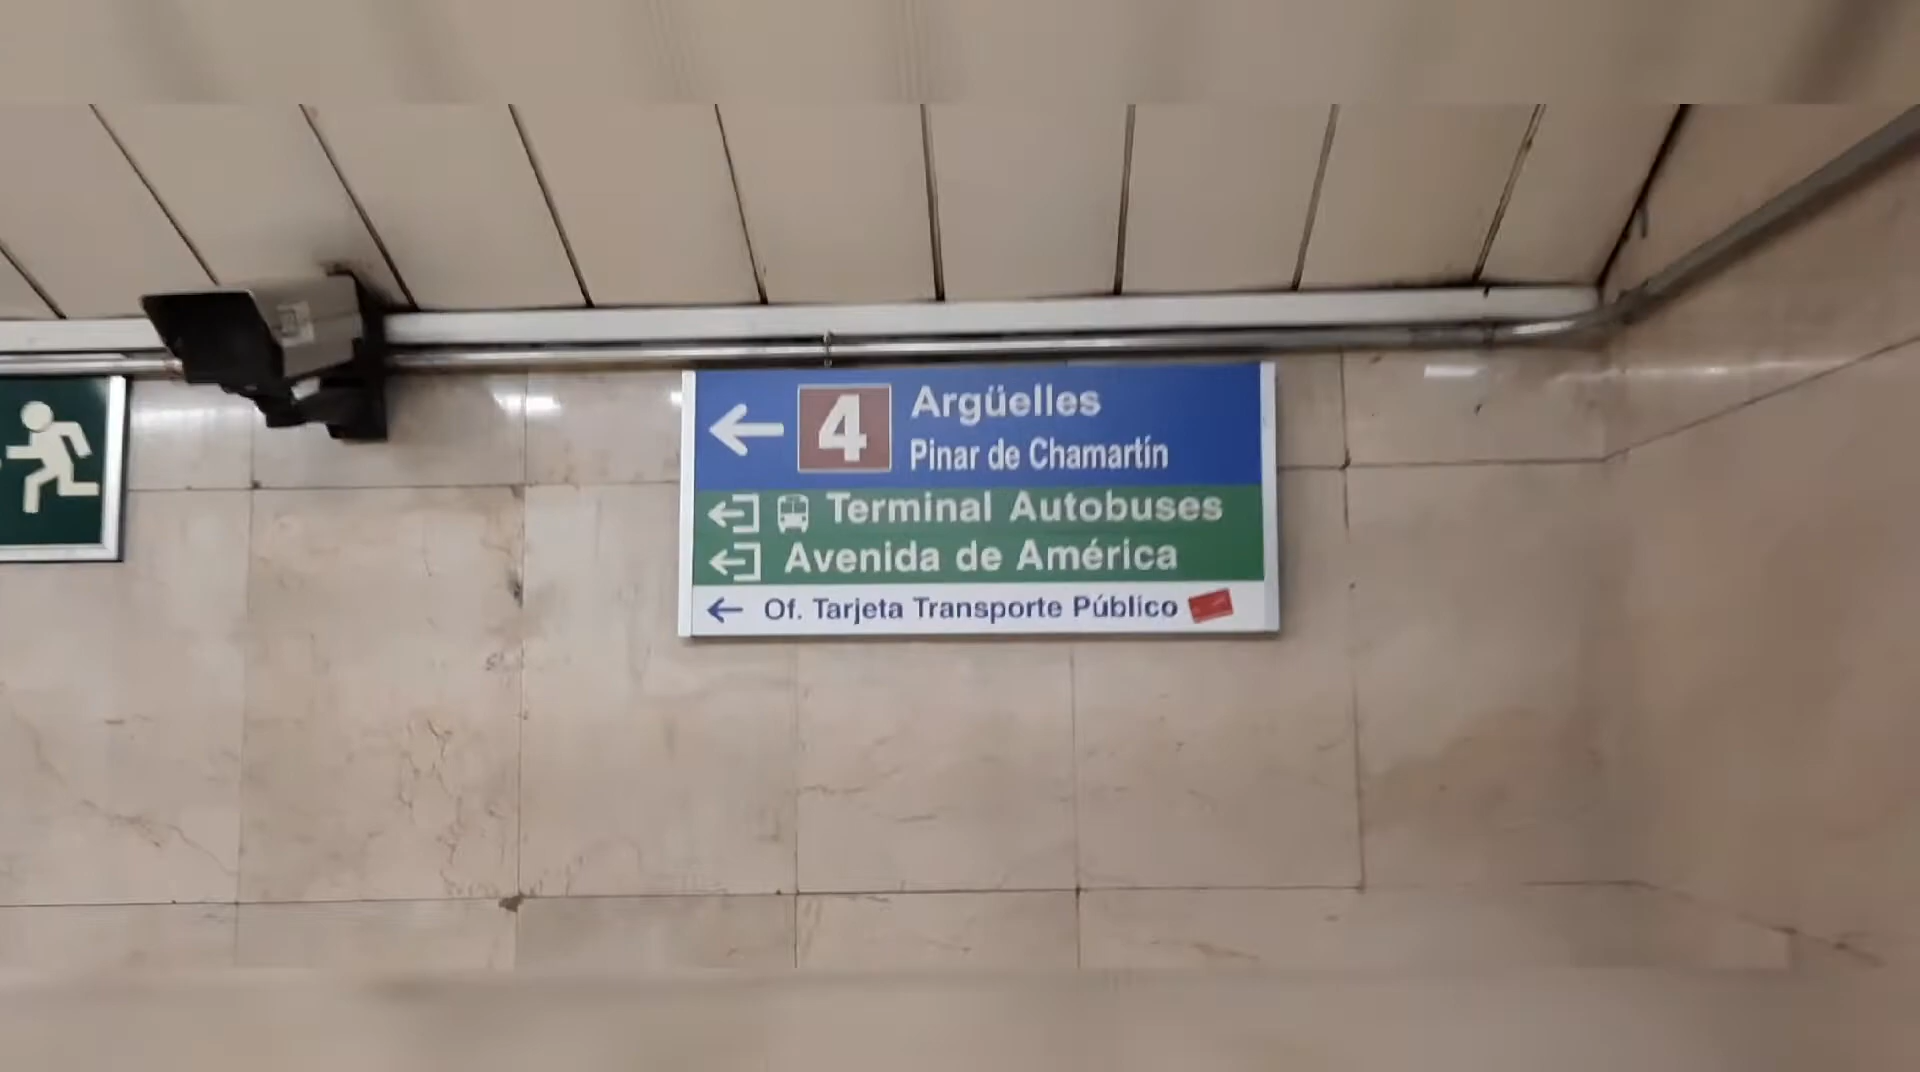 4 Argüelles
Pinar de Chamartín
Terminal Autobuses
Avenida de América
Of. Tarjeta Transporte Público